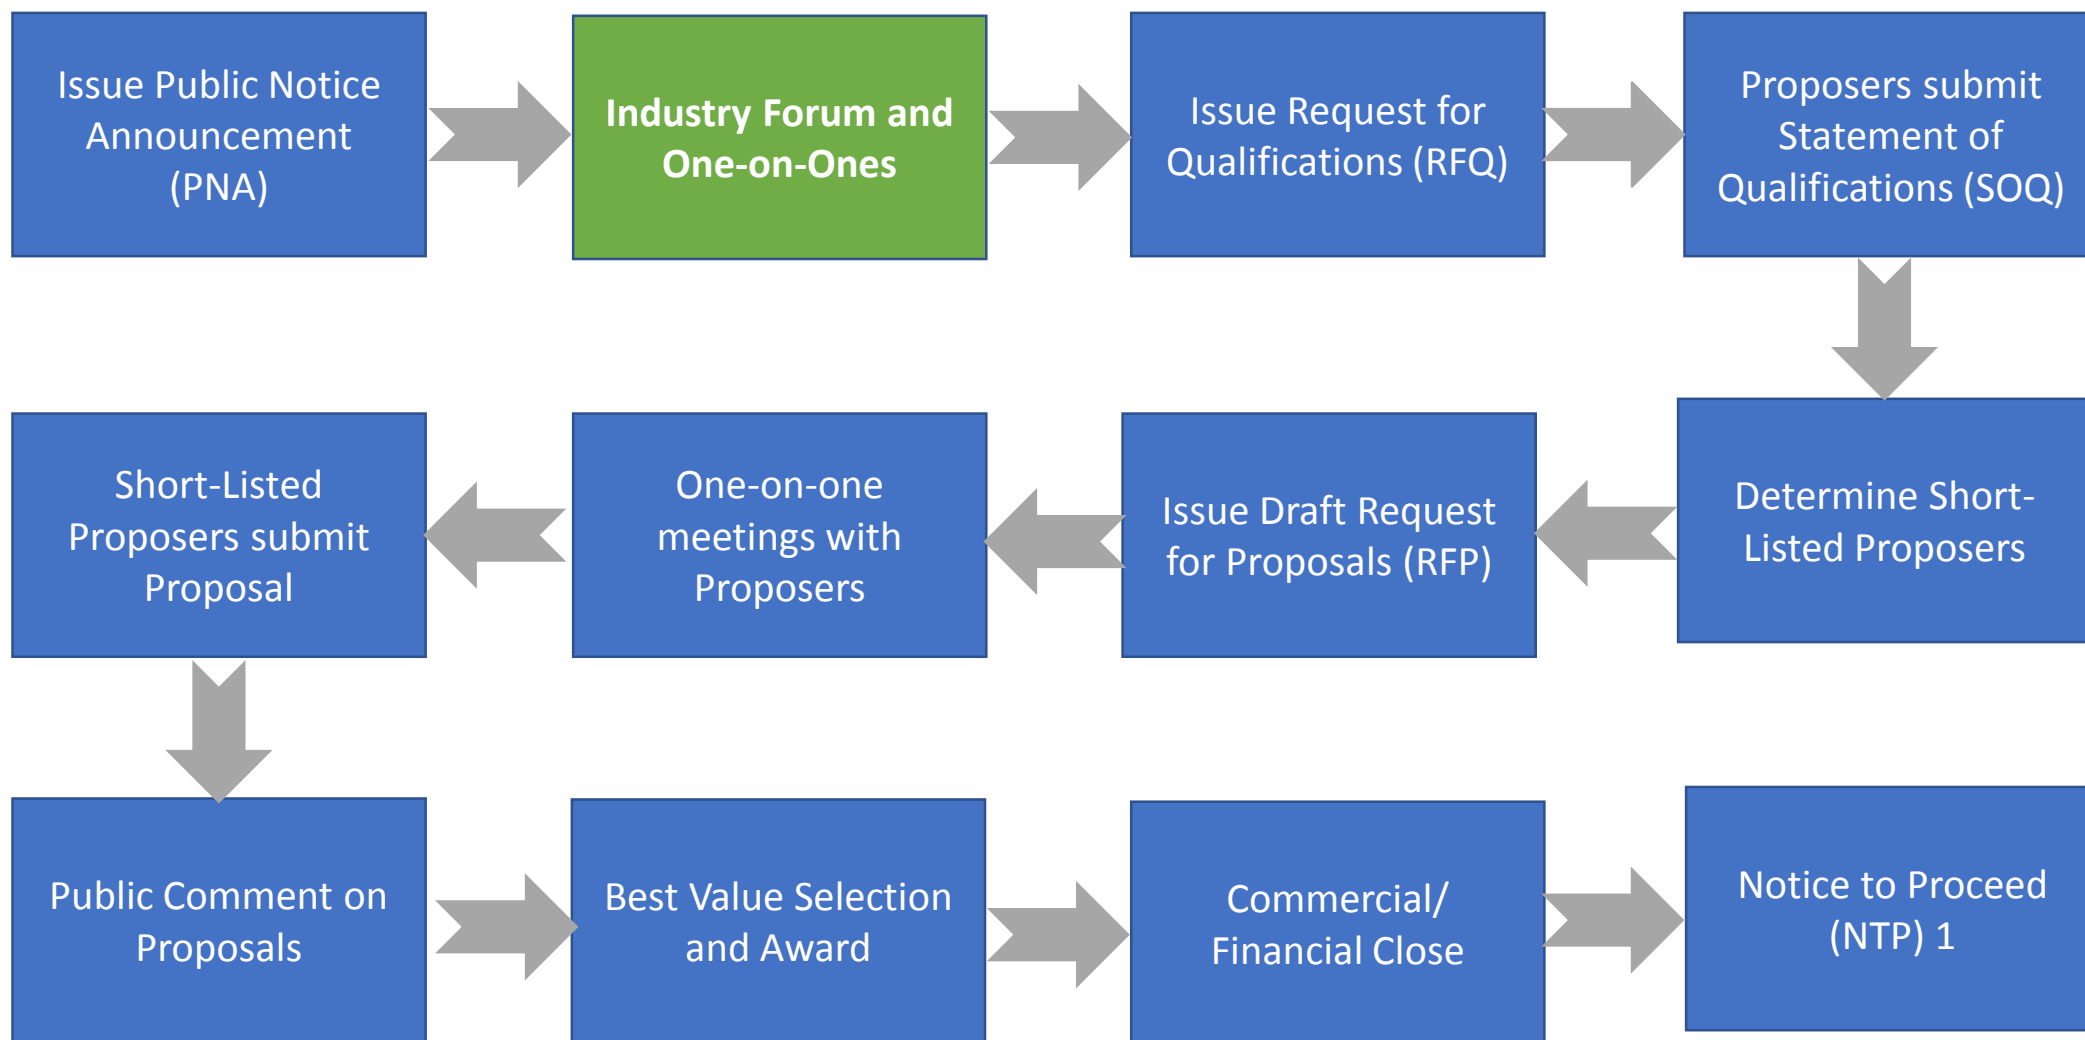 Issue Public Notice
Announcement
(PNA)
Industry Forum and
One-on-Ones
Issue Request for
Qualifications (RFQ)
Proposers submit
Statement of
Qualifications (SOQ)
Determine Short-
Listed Proposers
Issue Draft Request
for Proposals (RFP)
One-on-one
meetings with
Proposers
Short-Listed
Proposers submit
Proposal
Public Comment on
Proposals
Best Value Selection
and Award
Commercial/
Financial Close
Notice to Proceed
(NTP) 1